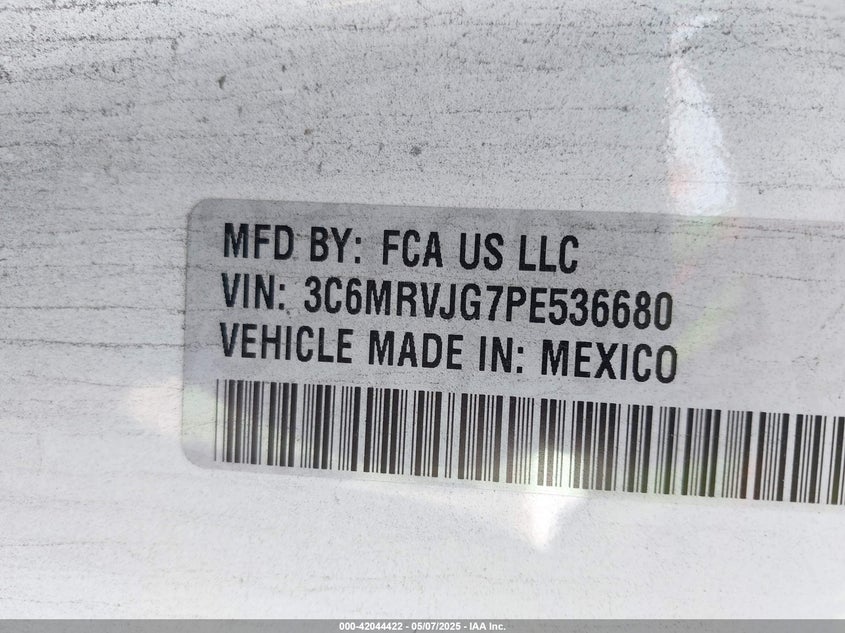 MFD BY: FCA US LLC
VIN: 3C6MRVJG7PE536680
VEHICLE MADE IN: MEXICO
000-42044422 - 05/07/2025 - IAA Inc.